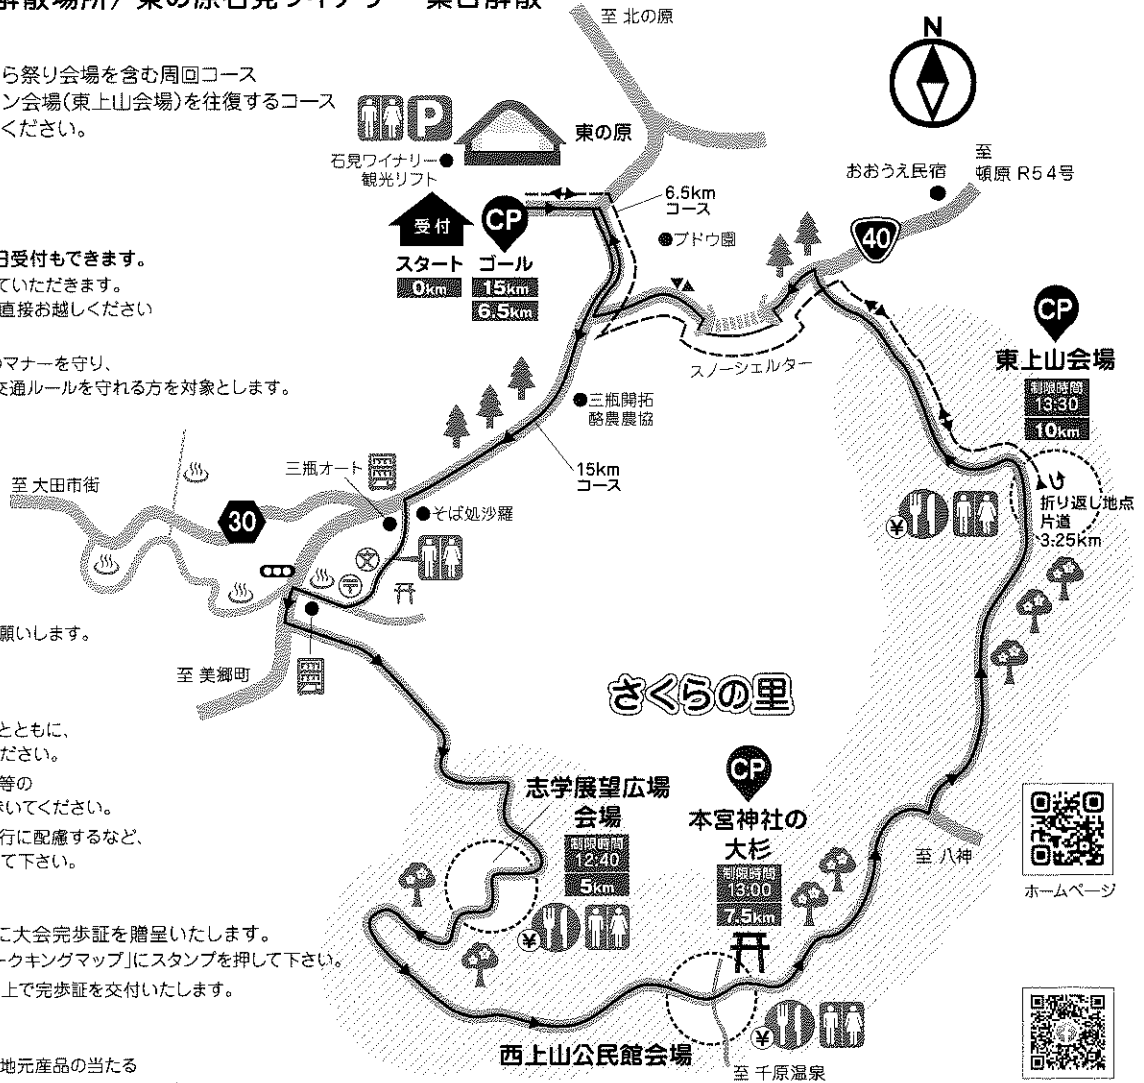 解散場所/東の原石見ワイナリー 集合解散
ら祭り会場を含む周回コース
ン会場(東上山会場)を往復するコース
ください。
日受付もできます。
ていただきます。
直接お越しください
のマナーを守り、
交通ルールを守れる方を対象とします。
願いします。
とともに、
ださい。
等の
歩いてください。
行に配慮するなど、
て下さい。
に大会完歩証を贈呈いたします。
ークキングマップ」にスタンプを押して下さい。
上で完歩証を交付いたします。
地元産品の当たる
至 北の原
N
P
東の原
石見ワイナリー
観光リフト
受付
スタート
0km
CP
ゴール
15km
6.5km
6.5km
コース
ブドウ園
おおうえ民宿
至
頓原 R54号
40
スノーシェルター
CP
東上山会場
制限時間
13:30
10km
折り返し地点
片道
3.25km
三瓶開拓
酪農農協
15km
コース
至 大田市街
三瓶オート
30
そば処沙羅
文
〒
至 美郷町
さくらの里
志学展望広場
会場
制限時間
12:40
5km
¥
CP
本宮神社の
大杉
制限時間
13:00
7.5km
¥
¥
至 八神
ホームページ
西上山公民館会場
至 千原温泉